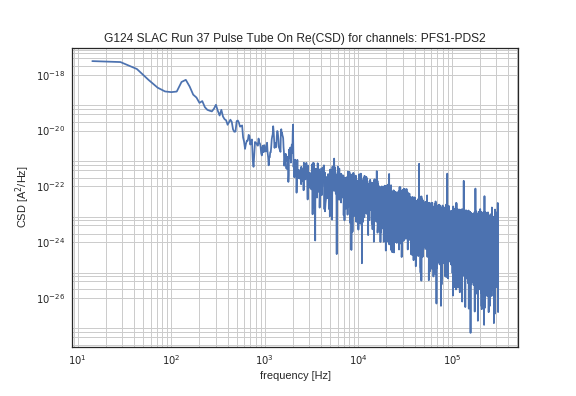 G124 SLAC Run 37 Pulse Tube On Re(CSD) for channels: PFS1-PDS2
10⁻¹⁸
10⁻²⁰
10⁻²²
10⁻²⁴
10⁻²⁶
CSD [A²/Hz]
10¹ 10² 10³ 10⁴ 10⁵
frequency [Hz]